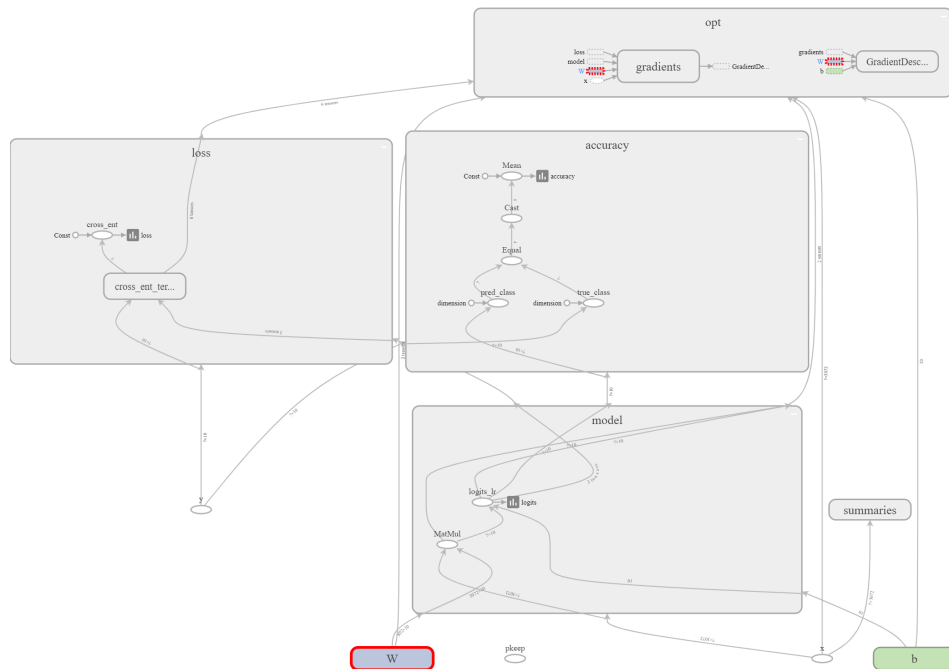 opt
loss
model
W
x
gradients
GradientDe...
gradients
W
b
GradientDesc...
loss
cross_ent
Const
loss
cross_ent_ter...
accuracy
Mean
Const
accuracy
Cast
Equal
pred_class
dimension
true_class
dimension
model
logits_lr
logits
MatMul
y
summaries
W
pkeep
x
b